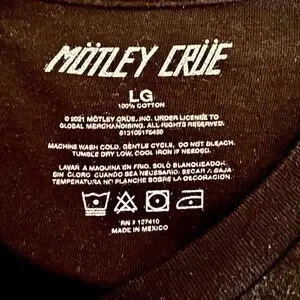 MÖTLEY CRÜE
LG
100% COTTON
© 2021 MÖTLEY CRÜE, INC. UNDER LICENSE TO
GLOBAL MERCHANDISING. ALL RIGHTS RESERVED.
MACHINE WASH COLD, GENTLE CYCLE. DO NOT BLEACH.
TUMBLE DRY LOW, COOL IRON IF NEEDED.
LAVAR A MAQUINA EN FRIO. SOLO BLANQUEADOR
SIN CLORO CUANDO SEA NECESARIO. SECAR A BAJA
TEMPERATURA NO PLANCHE SOBRE LA DECORACION.
RN # 127410
MADE IN MEXICO